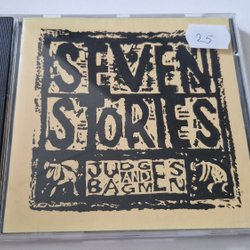 25
SEVEN
STORIES
JUDGES
AND
BAGMEN